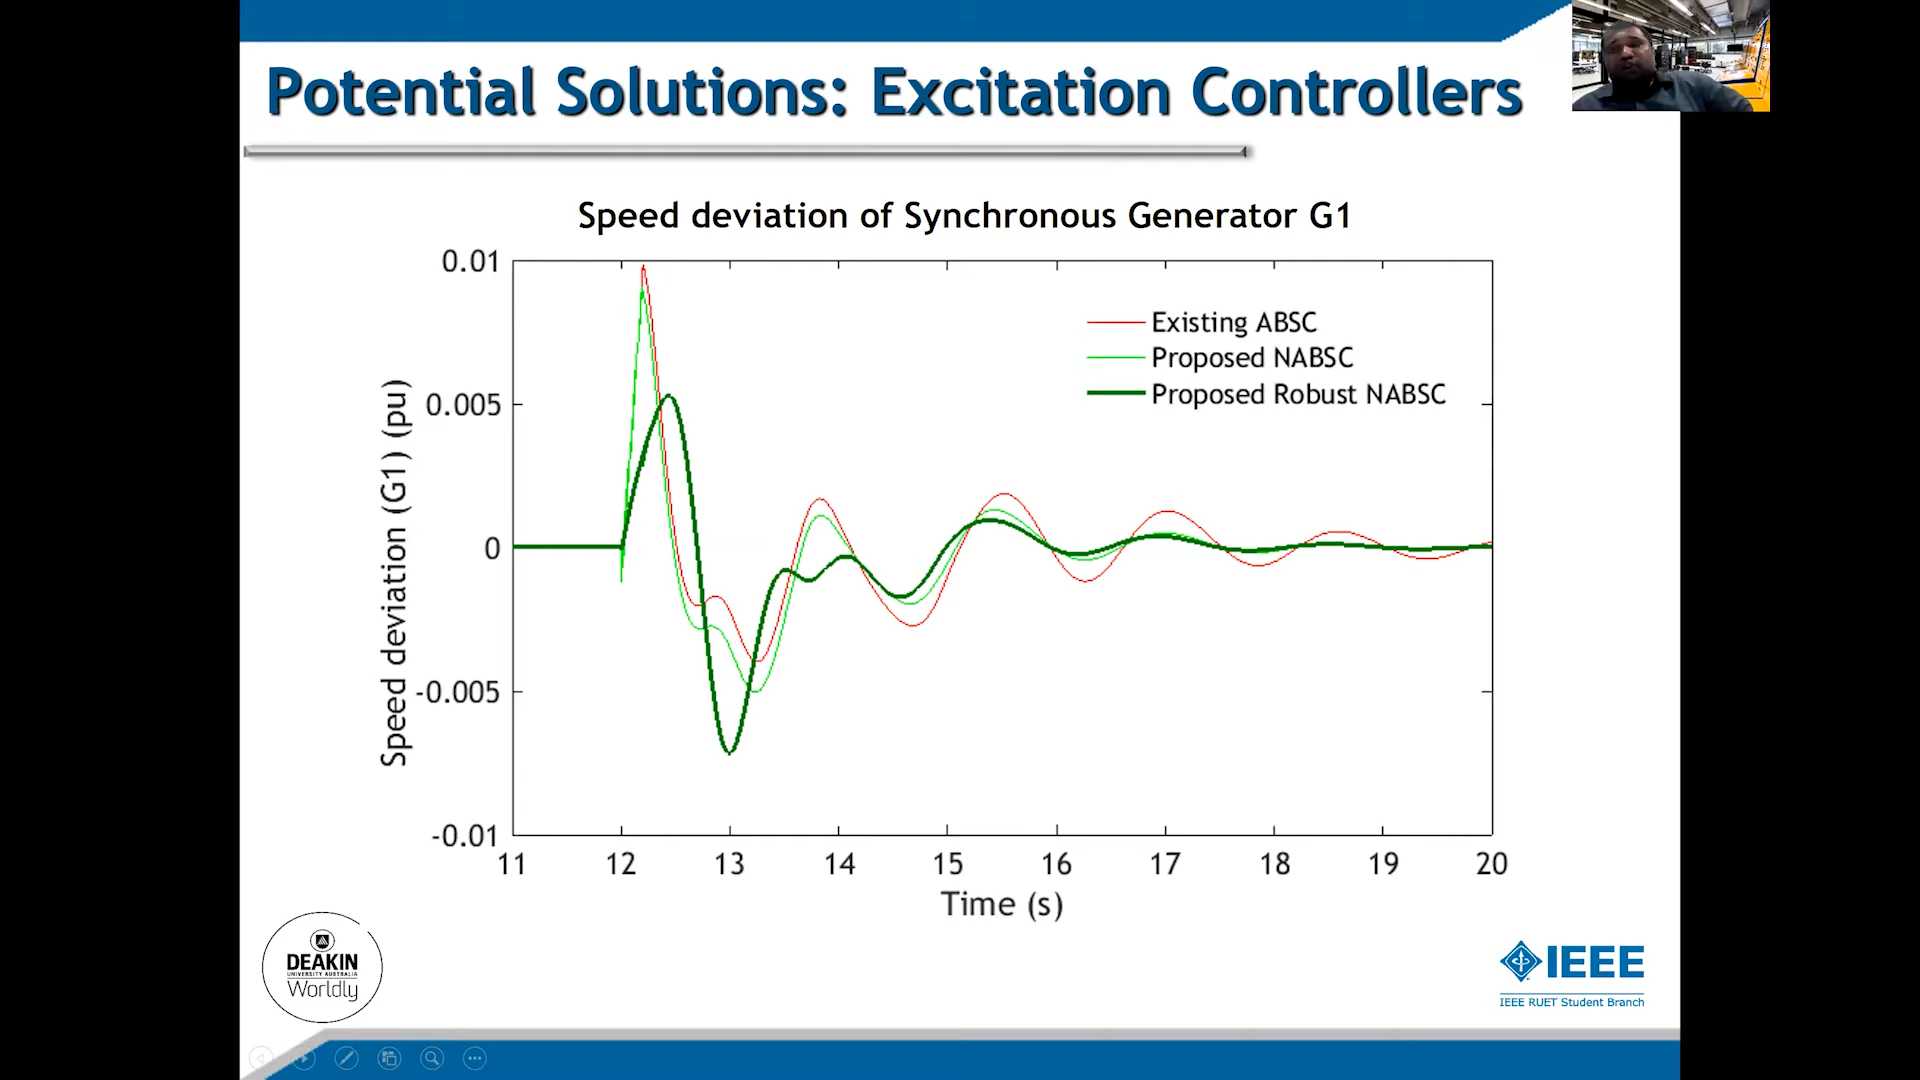 Potential Solutions: Excitation Controllers
Speed deviation of Synchronous Generator G1
0.01
0.005
0
-0.005
-0.01
Speed deviation (G1) (pu)
Existing ABSC
Proposed NABSC
Proposed Robust NABSC
11 12 13 14 15 16 17 18 19 20
Time (s)
DEAKIN
UNIVERSITY AUSTRALIA
Worldly
IEEE
IEEE RUET Student Branch